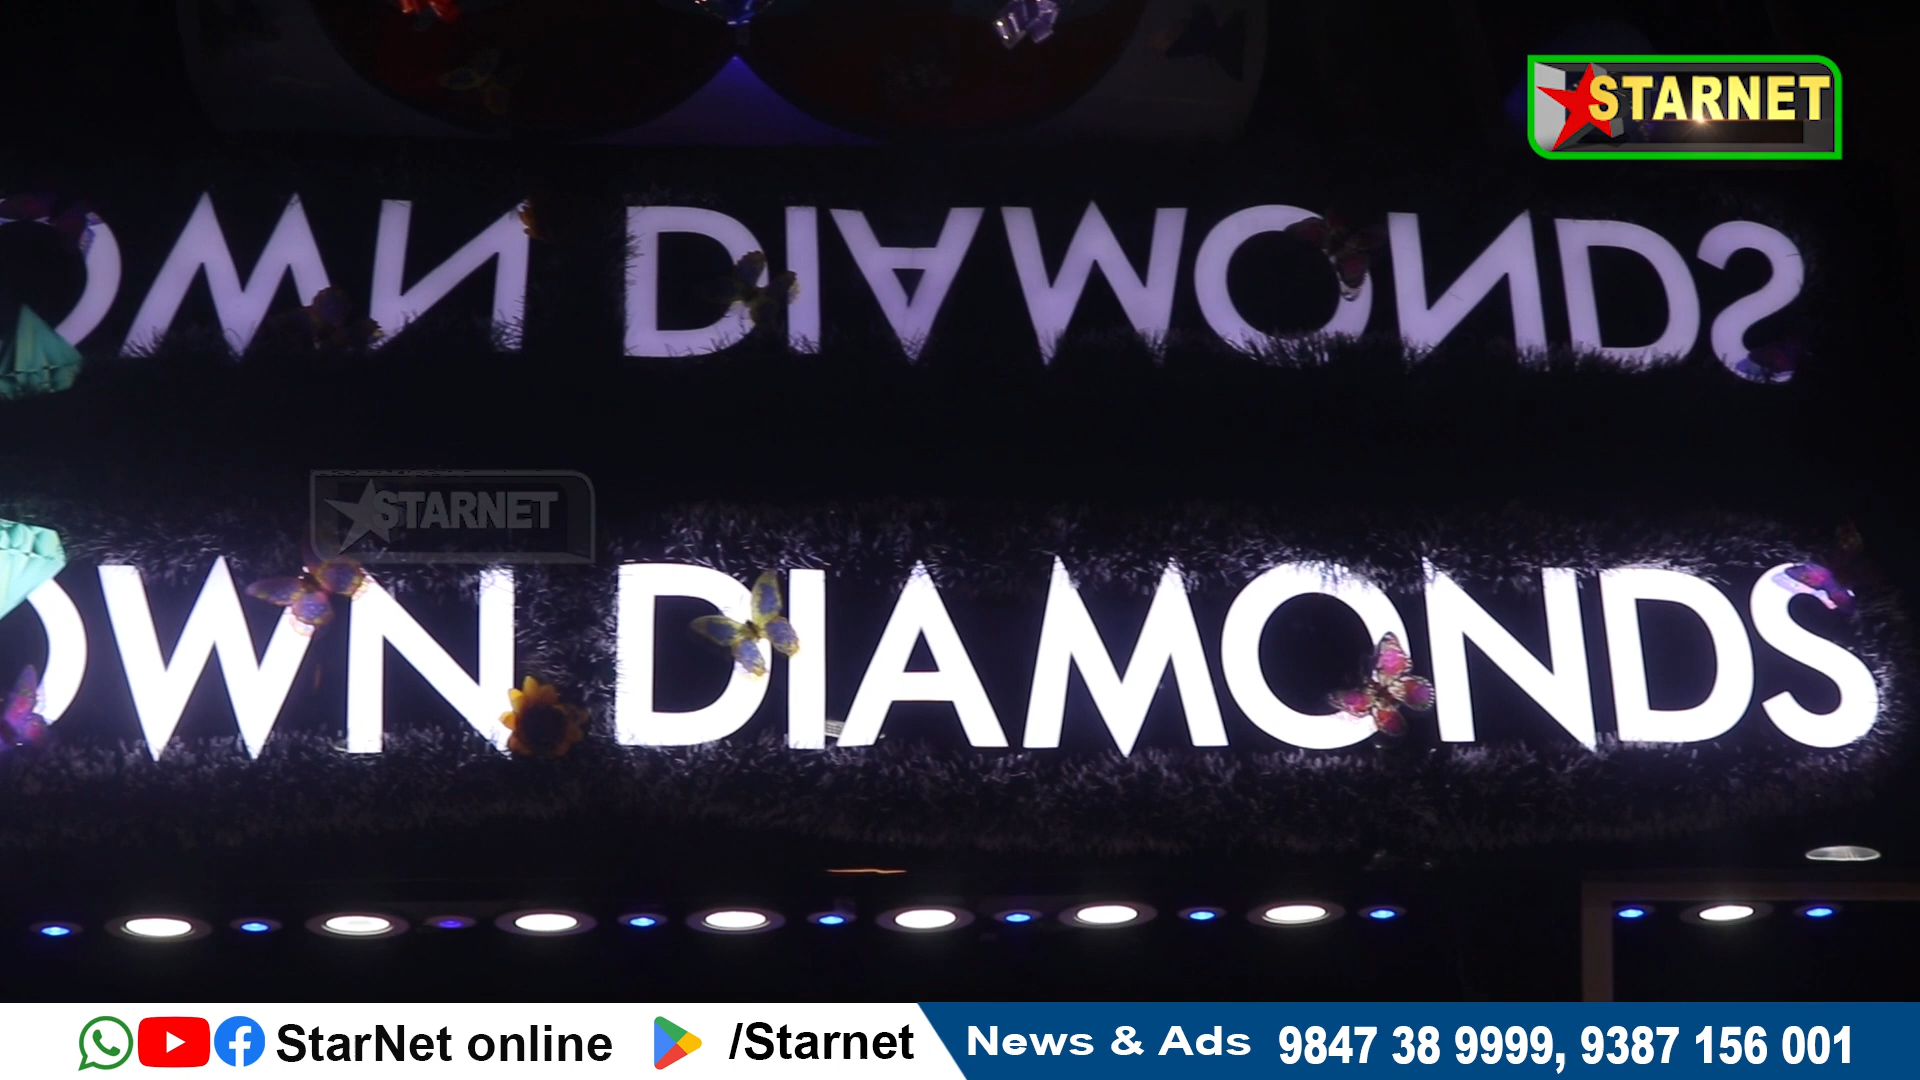 STARNET
OWN DIAMONDS
STARNET
OWN DIAMONDS
StarNet online /Starnet News & Ads 9847 38 9999, 9387 156 001